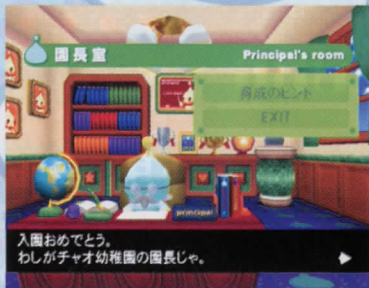 園長室
Principal's room
育成のヒント
EXIT
PRINCIPAL
入園おめでとう。
わしがチャオ幼稚園の園長じゃ。